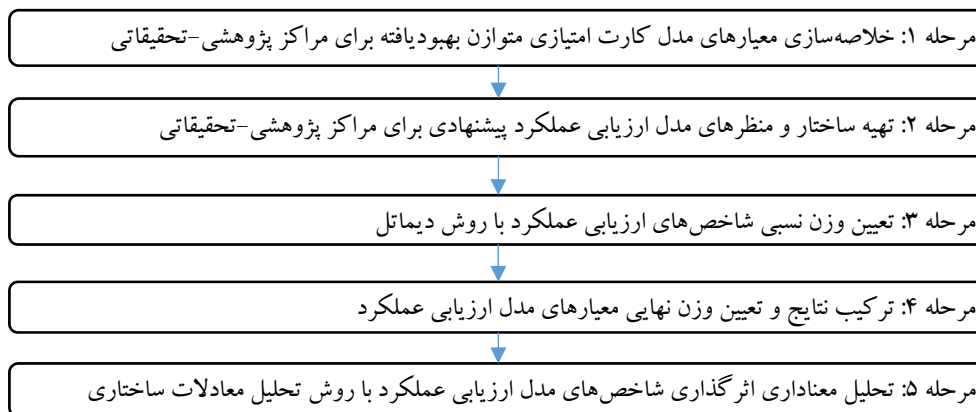 مرحله ۱: خلاصه‌سازی معیارهای مدل کارت امتیازی متوازن بهبودیافته برای مراکز پژوهشی-تحقیقاتی
مرحله ۲: تهیه ساختار و منظرهای مدل ارزیابی عملکرد پیشنهادی برای مراکز پژوهشی-تحقیقاتی
مرحله ۳: تعیین وزن نسبی شاخص‌های ارزیابی عملکرد با روش دیماتل
مرحله ۴: ترکیب نتایج و تعیین وزن نهایی معیارهای مدل ارزیابی عملکرد
مرحله ۵: تحلیل معناداری اثرگذاری شاخص‌های مدل ارزیابی عملکرد با روش تحلیل معادلات ساختاری